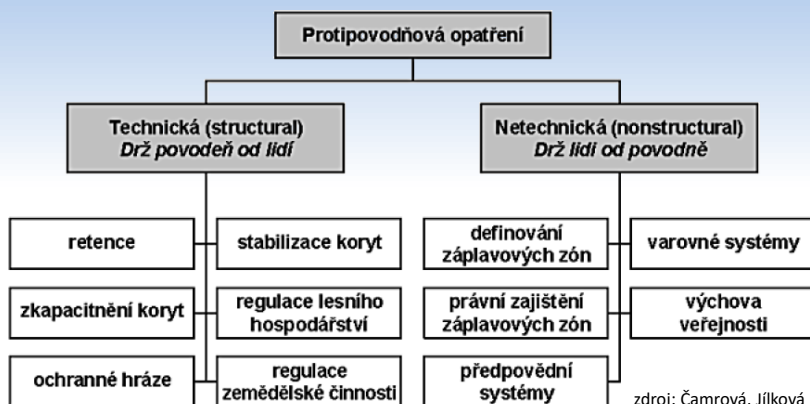 Protipovodňová opatření
Technická (structural)
Drž povodeň od lidí
Netechnická (nonstructural)
Drž lidi od povodně
retence
stabilizace koryt
definování
záplavových zón
varovné systémy
zkapacitnění koryt
regulace lesního
hospodářství
právní zajištění
záplavových zón
výchova
veřejnosti
ochranné hráze
regulace
zemědělské činnosti
předpovědní
systémy
zdroj: Čamrová, Jílková